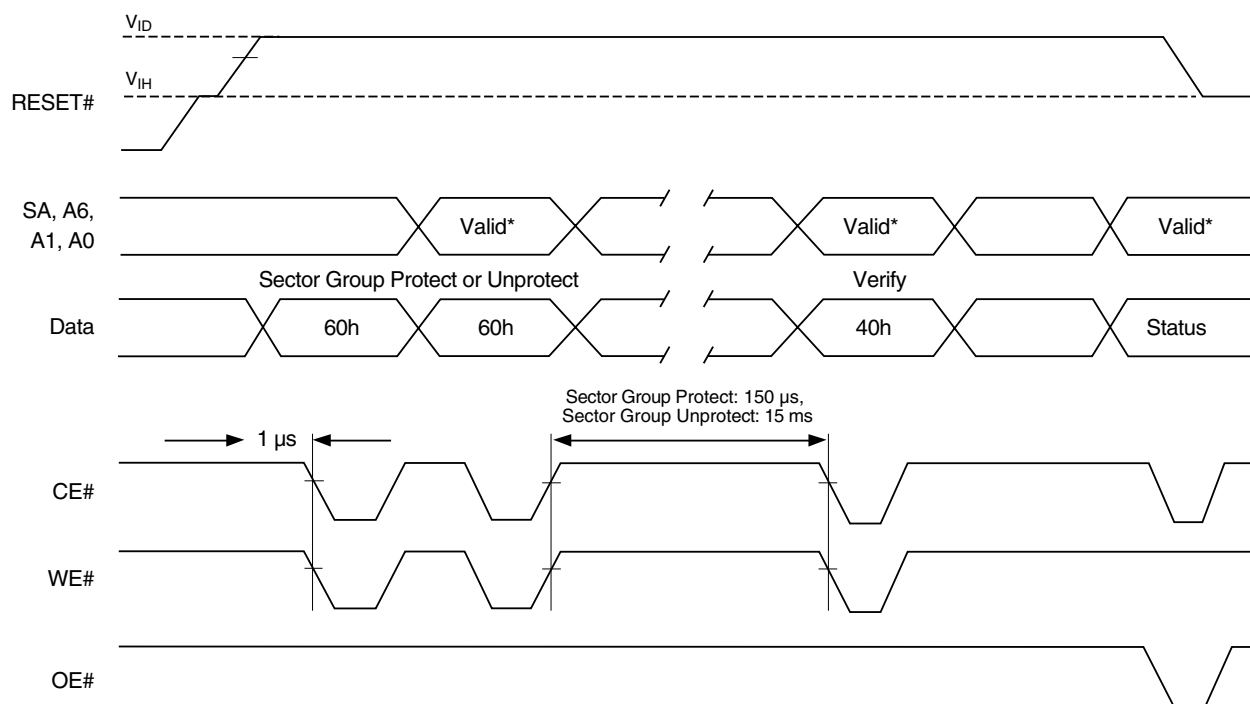 VID
VIH
RESET#
SA, A6,
A1, A0
Valid*
Valid*
Valid*
Sector Group Protect or Unprotect
Verify
Data
60h
60h
40h
Status
Sector Group Protect: 150 µs,
Sector Group Unprotect: 15 ms
1 µs
CE#
WE#
OE#